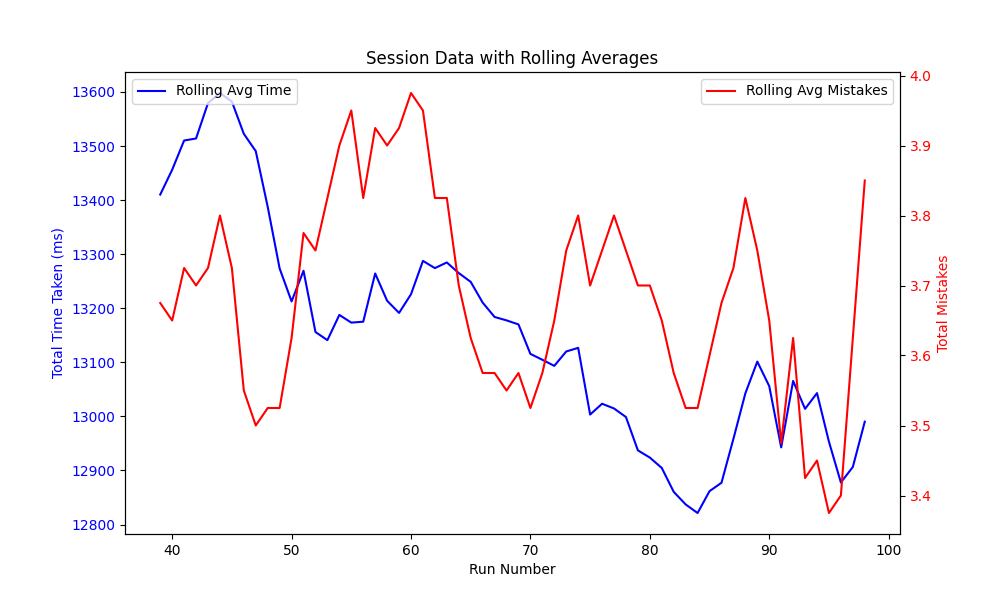 Session Data with Rolling Averages
Rolling Avg Time
Rolling Avg Mistakes
Total Time Taken (ms)
13600
13500
13400
13300
13200
13100
13000
12900
12800
4.0
3.9
3.8
3.7
3.6
3.5
3.4
Total Mistakes
40 50 60 70 80 90 100
Run Number